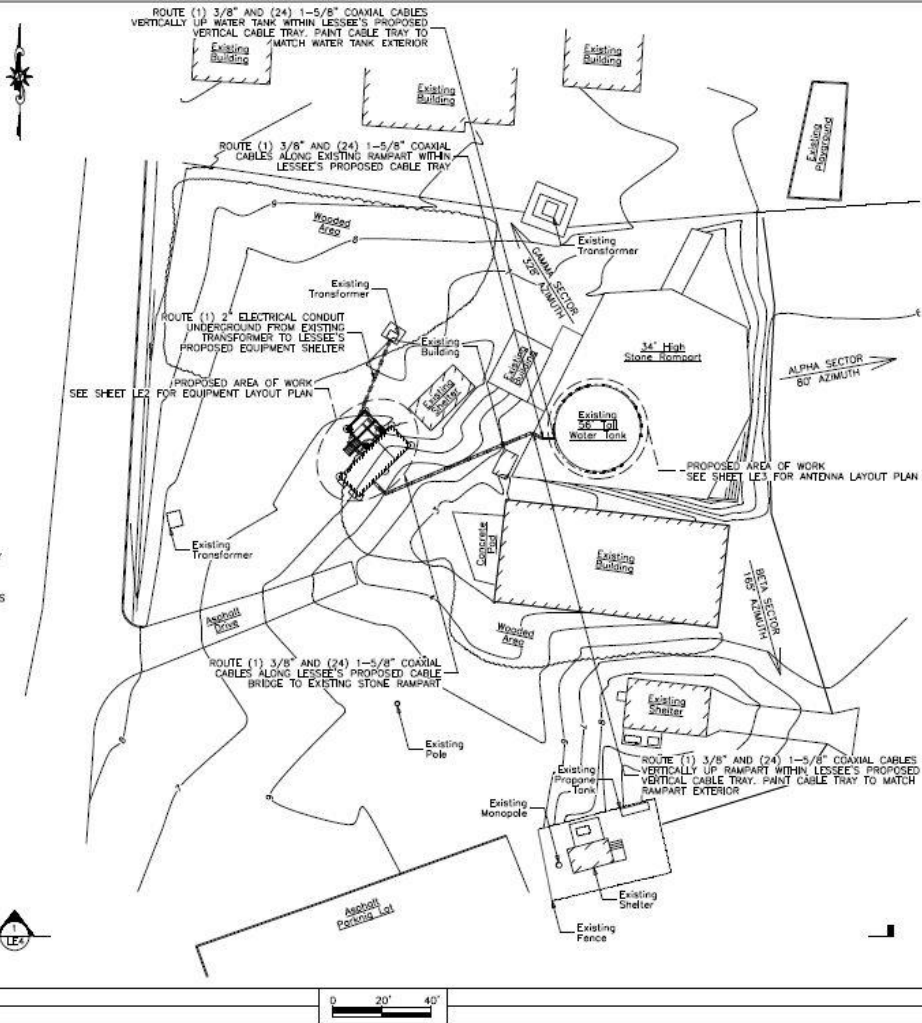 ROUTE (1) 3/8" AND (24) 1-5/8" COAXIAL CABLES
VERTICALLY UP WATER TANK WITHIN LESSEE'S PROPOSED
VERTICAL CABLE TRAY. PAINT CABLE TRAY TO
MATCH WATER TANK EXTERIOR
Existing
Building
Existing
Building
Existing
Building
Existing
Playground
ROUTE (1) 3/8" AND (24) 1-5/8" COAXIAL
CABLES ALONG EXISTING RAMPART WITHIN
LESSEE'S PROPOSED CABLE TRAY
Wooded
Area
9
8
Existing
Transformer
GAMMA SECTOR
328° AZIMUTH
Existing
Transformer
ROUTE (1) 2" ELECTRICAL CONDUIT
UNDERGROUND FROM EXISTING
TRANSFORMER TO LESSEE'S
PROPOSED EQUIPMENT SHELTER
Existing
Building
Existing
Building
34' High
Stone Rampart
ALPHA SECTOR
80° AZIMUTH
PROPOSED AREA OF WORK
SEE SHEET LE2 FOR EQUIPMENT LAYOUT PLAN
Existing
Shelter
Existing
56' Tall
Water Tank
PROPOSED AREA OF WORK
SEE SHEET LE3 FOR ANTENNA LAYOUT PLAN
Existing
Transformer
Concrete
Pad
Existing
Building
BETA SECTOR
165° AZIMUTH
Asphalt
Drive
Wooded
Area
ROUTE (1) 3/8" AND (24) 1-5/8" COAXIAL
CABLES ALONG LESSEE'S PROPOSED CABLE
BRIDGE TO EXISTING STONE RAMPART
Existing
Shelter
Existing
Pole
ROUTE (1) 3/8" AND (24) 1-5/8" COAXIAL CABLES
VERTICALLY UP RAMPART WITHIN LESSEE'S PROPOSED
VERTICAL CABLE TRAY. PAINT CABLE TRAY TO MATCH
RAMPART EXTERIOR
Existing
Propane
Tank
Existing
Monopole
Asphalt
Parknig Lot
Existing
Shelter
Existing
Fence
1
LE4
0 20' 40'